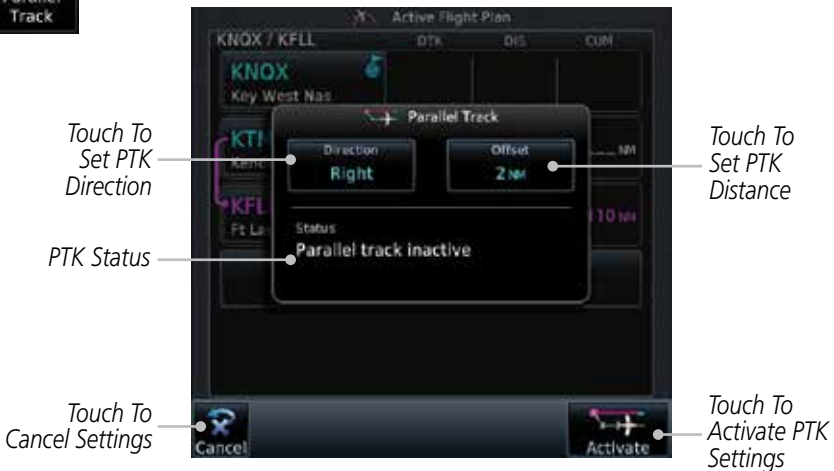 Parallel
Track
Active Flight Plan
KNQX / KFLL DTK DIS CUM
KNQX
Key West Nas
Parallel Track
Touch To
Set PTK
Direction
Direction
Right
Offset
2 NM
Touch To
Set PTK
Distance
NM
KFL
110 NM
Ft La
PTK Status
Status
Parallel track inactive
Touch To
Cancel Settings
Cancel
Activate
Touch To
Activate PTK
Settings